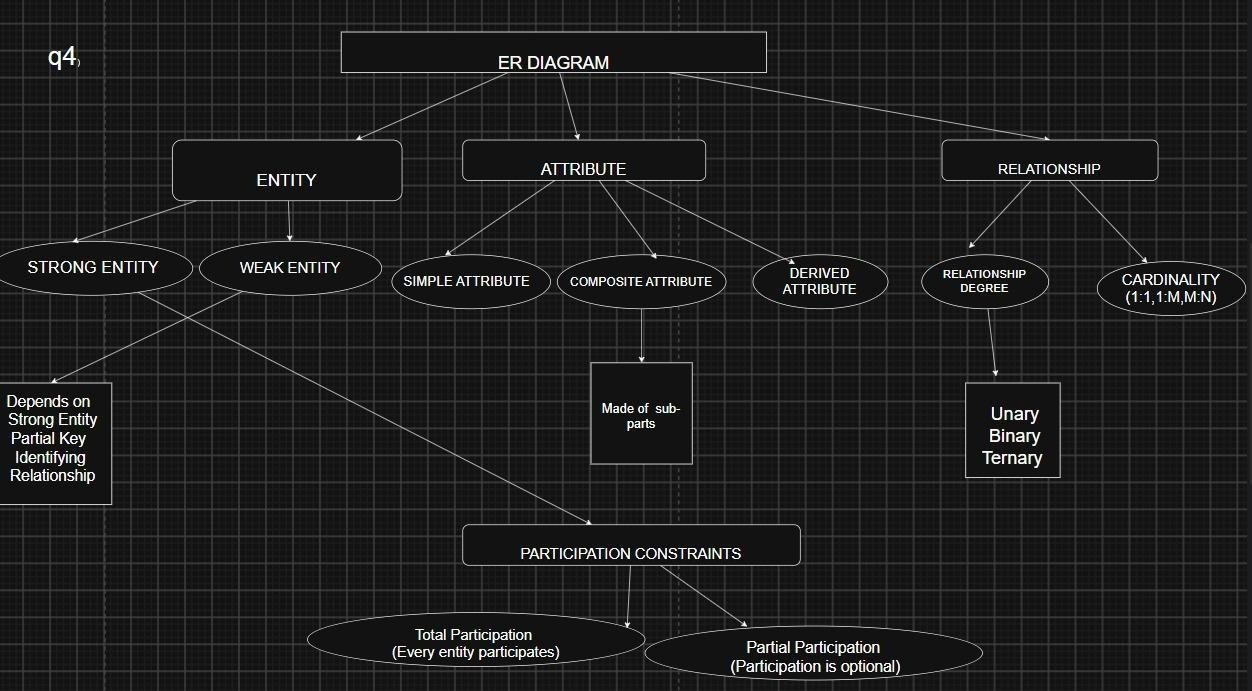 q4)
ER DIAGRAM
ENTITY
ATTRIBUTE
RELATIONSHIP
STRONG ENTITY
WEAK ENTITY
SIMPLE ATTRIBUTE
COMPOSITE ATTRIBUTE
DERIVED
ATTRIBUTE
RELATIONSHIP
DEGREE
CARDINALITY
(1:1,1:M,M:N)
Depends on
Strong Entity
Partial Key
Identifying
Relationship
Made of sub-
parts
Unary
Binary
Ternary
PARTICIPATION CONSTRAINTS
Total Participation
(Every entity participates)
Partial Participation
(Participation is optional)